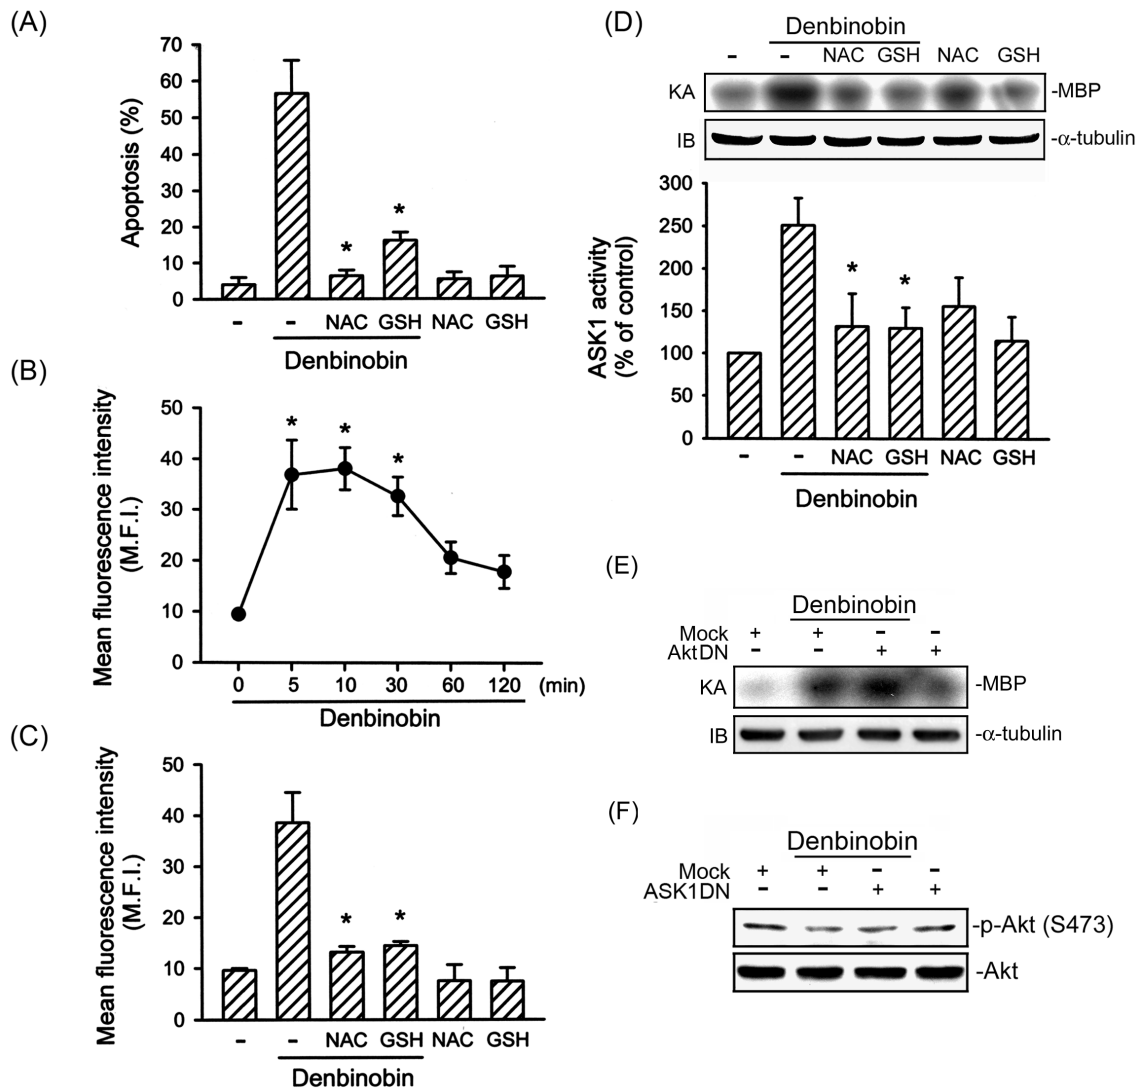 (A)
Apoptosis (%)
70
60
50
40
30
20
10
0
*
*
- - NAC GSH NAC GSH
Denbinobin
(B)
Mean fluorescence intensity
(M.F.I.)
50
40
30
20
10
0
*
*
*
0 5 10 30 60 120 (min)
Denbinobin
(C)
Mean fluorescence intensity
(M.F.I.)
50
40
30
20
10
0
*
*
- - NAC GSH NAC GSH
Denbinobin
(D)
Denbinobin
- - NAC GSH NAC GSH
KA -MBP
IB -α-tubulin
ASK1 activity
(% of control)
300
250
200
150
100
50
0
*
*
- - NAC GSH NAC GSH
Denbinobin
(E)
Denbinobin
Mock + + - -
AktDN - - + +
KA -MBP
IB -α-tubulin
(F)
Denbinobin
Mock + + - -
ASK1DN - - + +
-p-Akt (S473)
-Akt